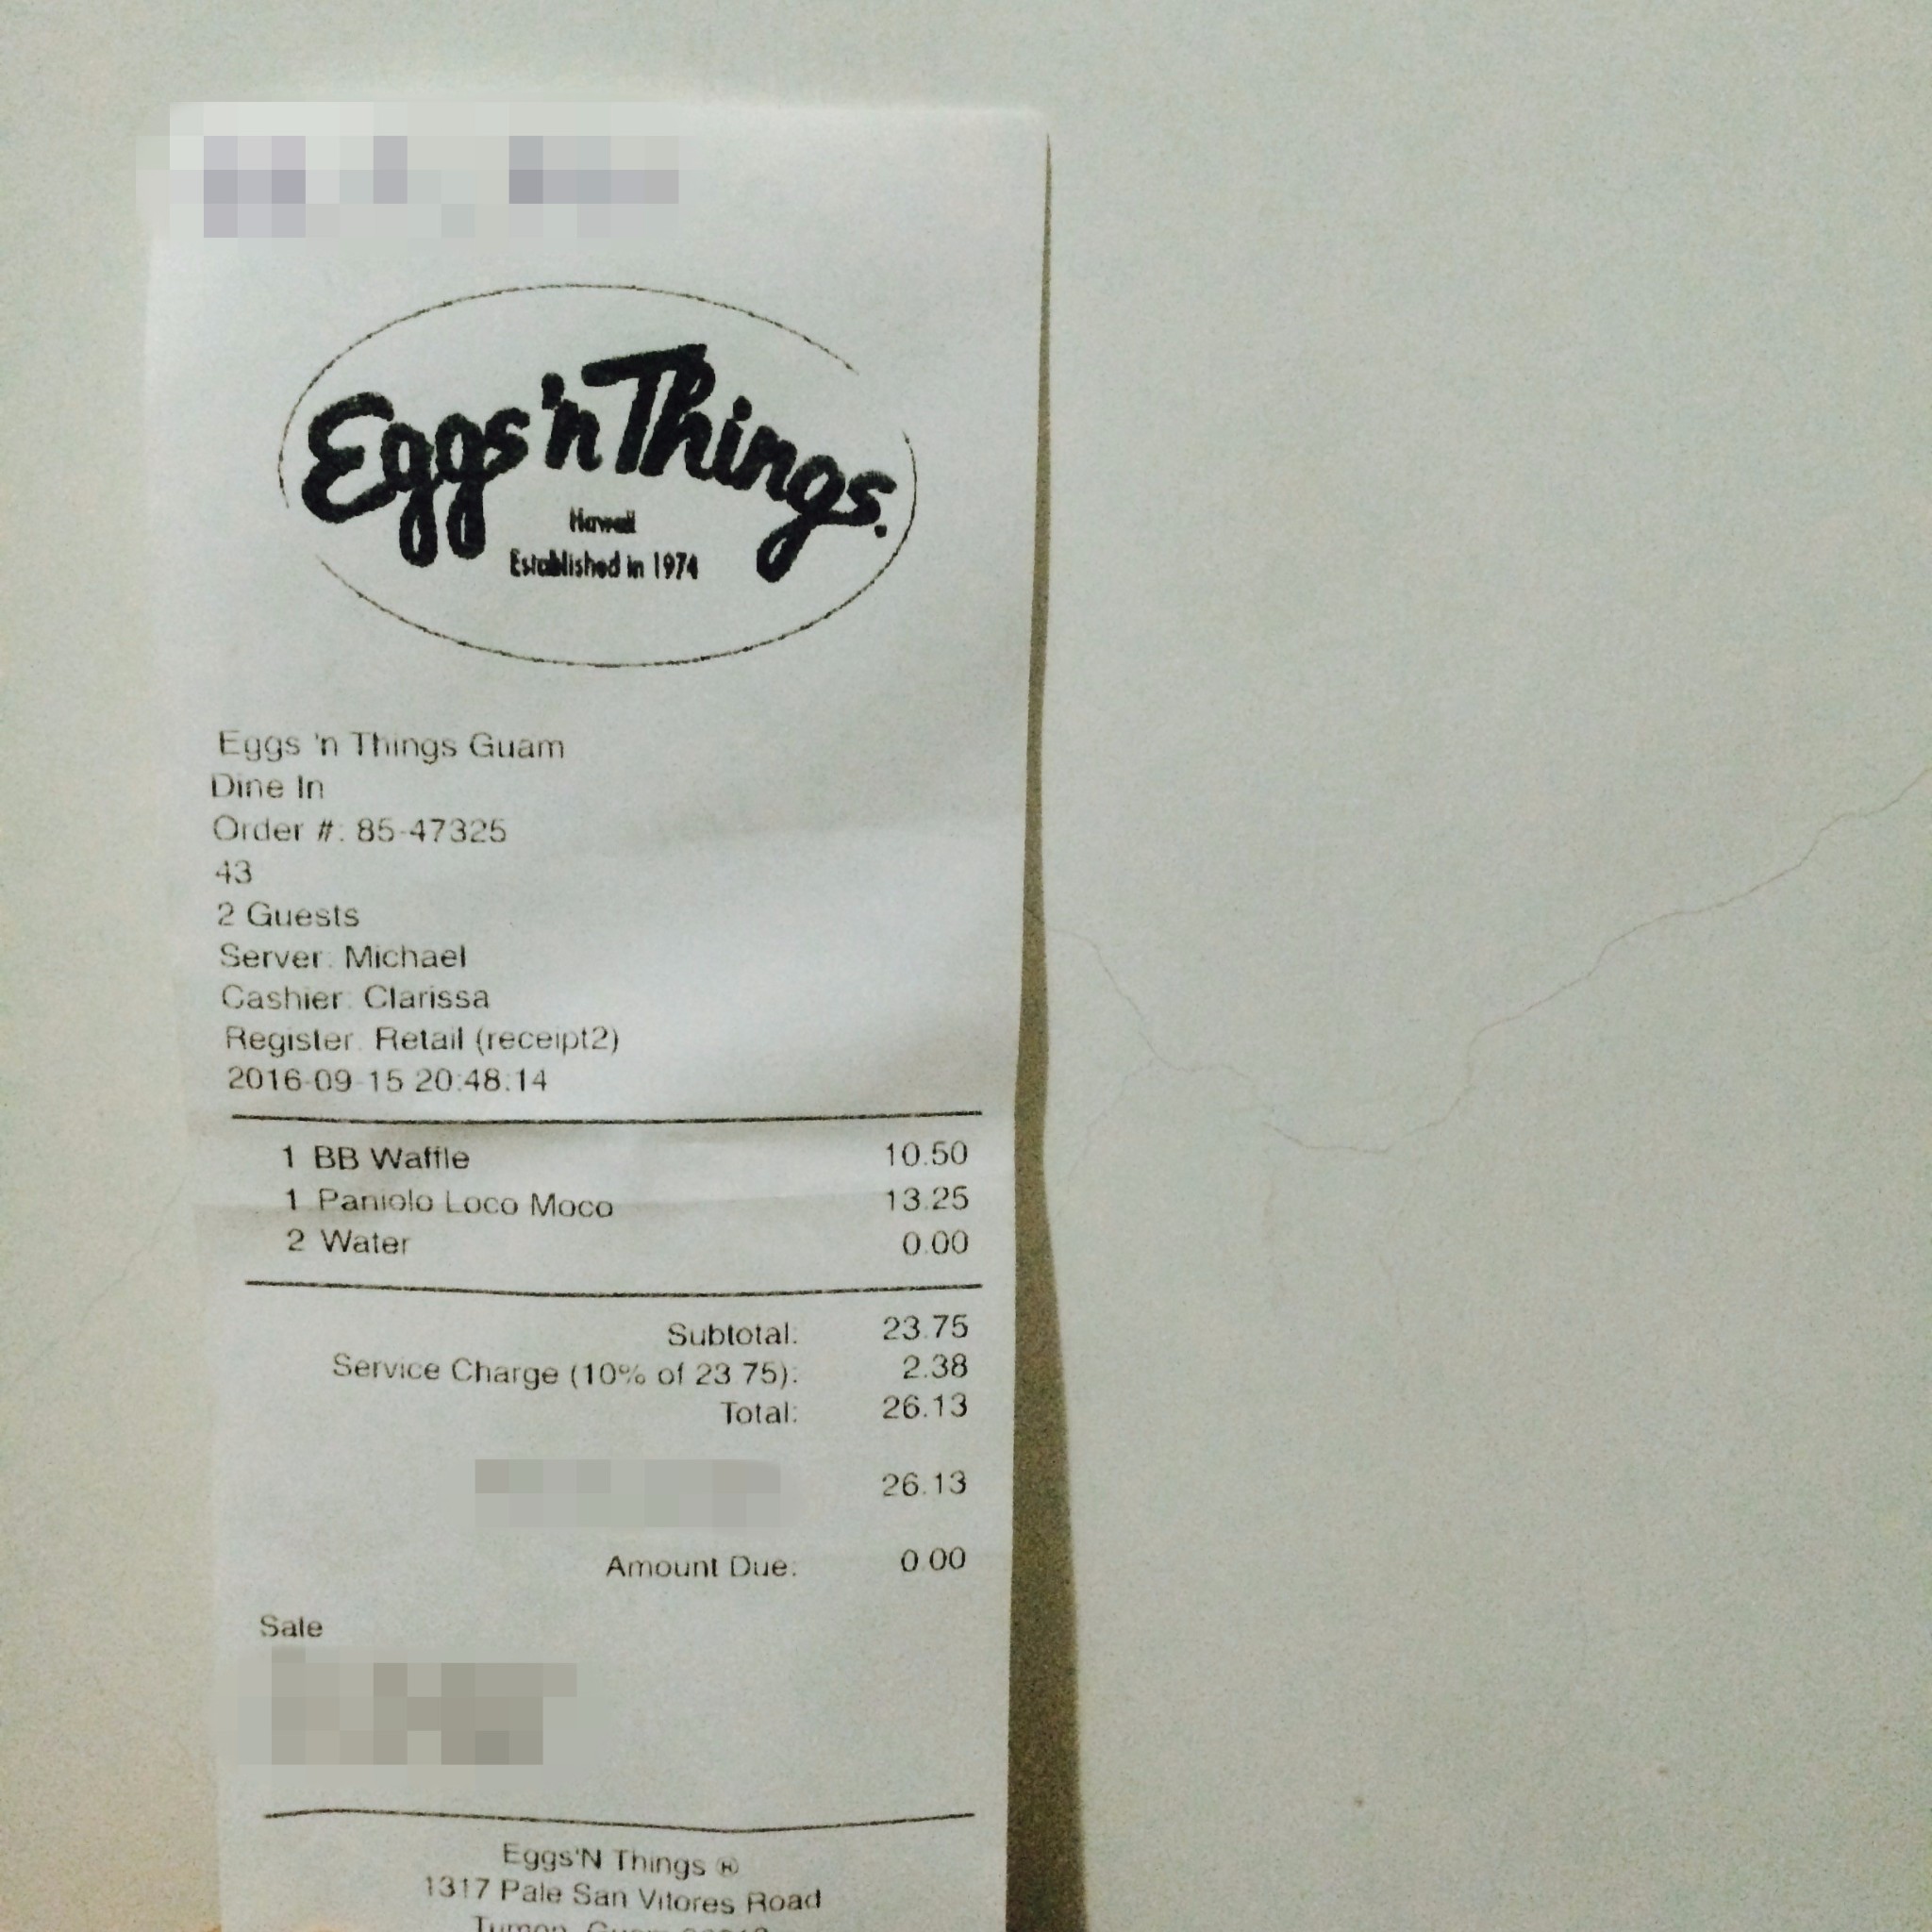 Eggs 'n Things.
Hawaii
Established in 1974
Eggs 'n Things Guam
Dine In
Order #: 85-47325
43
2 Guests
Server: Michael
Cashier: Clarissa
Register: Retail (receipt2)
2016-09-15 20:48:14
1 BB Waffle 10.50
1 Paniolo Loco Moco 13.25
2 Water 0.00
Subtotal: 23.75
Service Charge (10% of 23.75): 2.38
Total: 26.13
26.13
Amount Due: 0.00
Sale
Eggs'N Things ®
1317 Pale San Vitores Road
Tumon, Guam